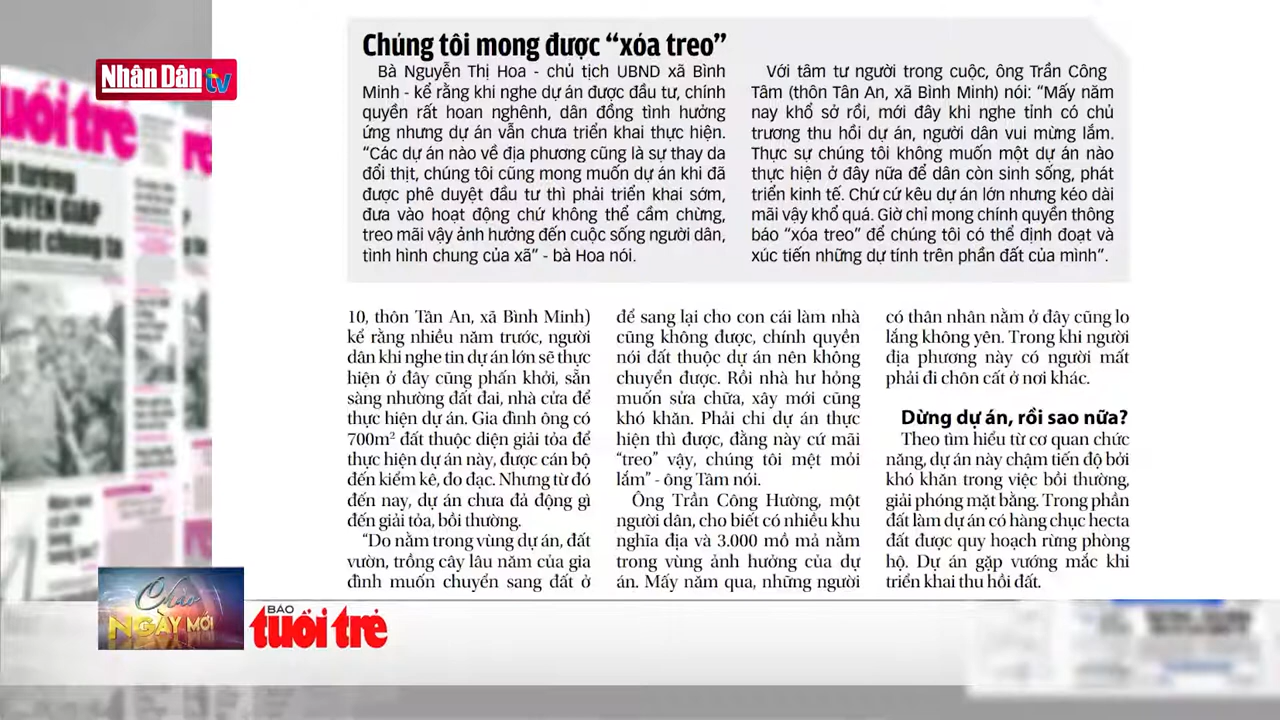 Nhân Dân tv
tuổi trẻ
Chúng tôi mong được “xóa treo”
Bà Nguyễn Thị Hoa - chủ tịch UBND xã Bình
Minh - kể rằng khi nghe dự án được đầu tư, chính
quyền rất hoan nghênh, dân đồng tình hưởng
ứng nhưng dự án vẫn chưa triển khai thực hiện.
“Các dự án nào về địa phương cũng là sự thay da
đổi thịt, chúng tôi cũng mong muốn dự án khi đã
được phê duyệt đầu tư thì phải triển khai sớm,
đưa vào hoạt động chứ không thể cầm chừng,
treo mãi vậy ảnh hưởng đến cuộc sống người dân,
tình hình chung của xã” - bà Hoa nói.
Với tâm tư người trong cuộc, ông Trần Công
Tâm (thôn Tân An, xã Bình Minh) nói: “Mấy năm
nay khổ sở rồi, mới đây khi nghe tỉnh có chủ
trương thu hồi dự án, người dân vui mừng lắm.
Thực sự chúng tôi không muốn một dự án nào
thực hiện ở đây nữa để dân còn sinh sống, phát
triển kinh tế. Chứ cứ kêu dự án lớn nhưng kéo dài
mãi vậy khổ quá. Giờ chỉ mong chính quyền thông
báo “xóa treo” để chúng tôi có thể định đoạt và
xúc tiến những dự tính trên phần đất của mình”.
10, thôn Tân An, xã Bình Minh)
kể rằng nhiều năm trước, người
dân khi nghe tin dự án lớn sẽ thực
hiện ở đây cũng phấn khởi, sẵn
sàng nhường đất đai, nhà cửa để
thực hiện dự án. Gia đình ông có
700m² đất thuộc diện giải tỏa để
thực hiện dự án này, được cán bộ
đến kiểm kê, đo đạc. Nhưng từ đó
đến nay, dự án chưa đả động gì
đến giải tỏa, bồi thường.
“Do nằm trong vùng dự án, đất
vườn, trồng cây lâu năm của gia
đình muốn chuyển sang đất ở
để sang lại cho con cái làm nhà
cũng không được, chính quyền
nói đất thuộc dự án nên không
chuyển được. Rồi nhà hư hỏng
muốn sửa chữa, xây mới cũng
khó khăn. Phải chi dự án thực
hiện thì được, đằng này cứ mãi
“treo” vậy, chúng tôi mệt mỏi
lắm” - ông Tâm nói.
Ông Trần Công Hường, một
người dân, cho biết có nhiều khu
nghĩa địa và 3.000 mồ mả nằm
trong vùng ảnh hưởng của dự
án. Mấy năm qua, những người
có thân nhân nằm ở đây cũng lo
lắng không yên. Trong khi người
địa phương này có người mất
phải đi chôn cất ở nơi khác.
Dừng dự án, rồi sao nữa?
Theo tìm hiểu từ cơ quan chức
năng, dự án này chậm tiến độ bởi
khó khăn trong việc bồi thường,
giải phóng mặt bằng. Trong phần
đất làm dự án có hàng chục hecta
đất được quy hoạch rừng phòng
hộ. Dự án gặp vướng mắc khi
triển khai thu hồi đất.
Chào
NGÀY MỚI
BÁO
tuổi trẻ